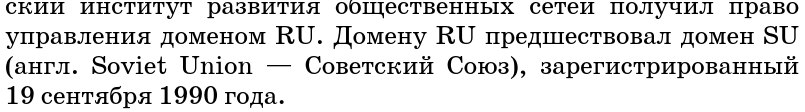 ский институт развития общественных сетей получил право
управления доменом RU. Домену RU предшествовал домен SU
(англ. Soviet Union — Советский Союз), зарегистрированный
19 сентября 1990 года.